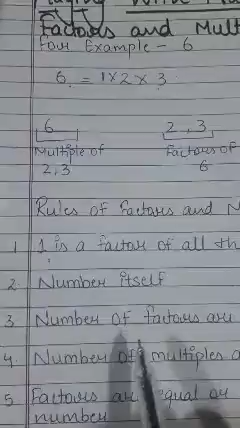 Factors and Mult
Four Example - 6
6 = 1×2×3
6 2, 3
Multiple of Factors of
2,3 6
Rules of Factors and
1 1 is a factor of all th
2. Number itself
3 Number of factors are
4. Number of multiples a
5 Factors are equal or
number